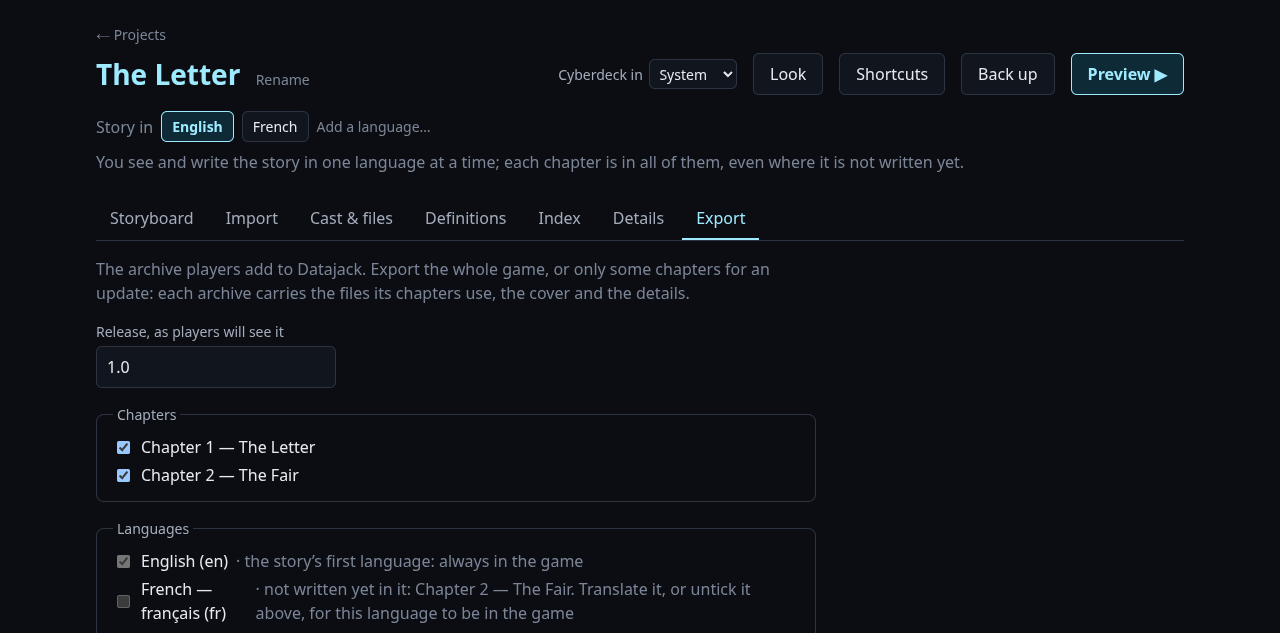 ← Projects
The Letter Rename
Cyberdeck in System Look Shortcuts Back up Preview ▶
Story in English French Add a language…
You see and write the story in one language at a time; each chapter is in all of them, even where it is not written yet.
Storyboard Import Cast & files Definitions Index Details Export
The archive players add to Datajack. Export the whole game, or only some chapters for an
update: each archive carries the files its chapters use, the cover and the details.
Release, as players will see it
1.0
Chapters
Chapter 1 — The Letter
Chapter 2 — The Fair
Languages
English (en) · the story’s first language: always in the game
French —
français (fr)
· not written yet in it: Chapter 2 — The Fair. Translate it, or untick it
above, for this language to be in the game